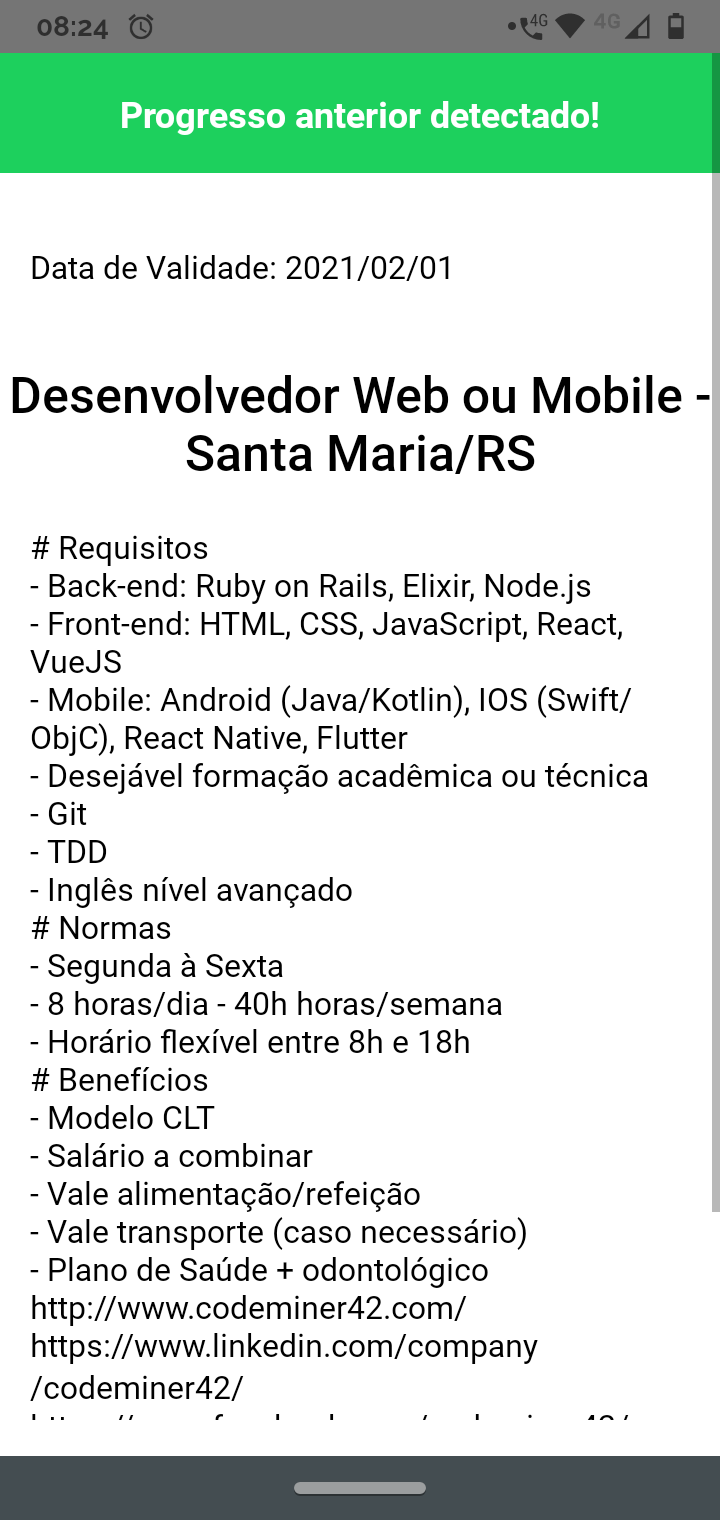 08:24
4G
4G
Progresso anterior detectado!
Data de Validade: 2021/02/01
Desenvolvedor Web ou Mobile -
Santa Maria/RS
# Requisitos
- Back-end: Ruby on Rails, Elixir, Node.js
- Front-end: HTML, CSS, JavaScript, React,
VueJS
- Mobile: Android (Java/Kotlin), IOS (Swift/
ObjC), React Native, Flutter
- Desejável formação acadêmica ou técnica
- Git
- TDD
- Inglês nível avançado
# Normas
- Segunda à Sexta
- 8 horas/dia - 40h horas/semana
- Horário flexível entre 8h e 18h
# Benefícios
- Modelo CLT
- Salário a combinar
- Vale alimentação/refeição
- Vale transporte (caso necessário)
- Plano de Saúde + odontológico
http://www.codeminer42.com/
https://www.linkedin.com/company
/codeminer42/